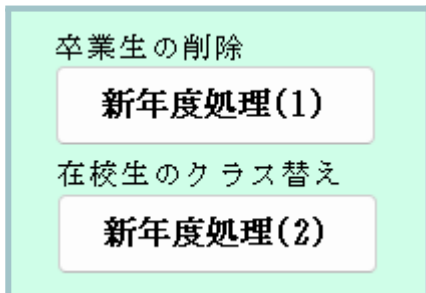 卒業生の削除
新年度処理(1)
在校生のクラス替え
新年度処理(2)